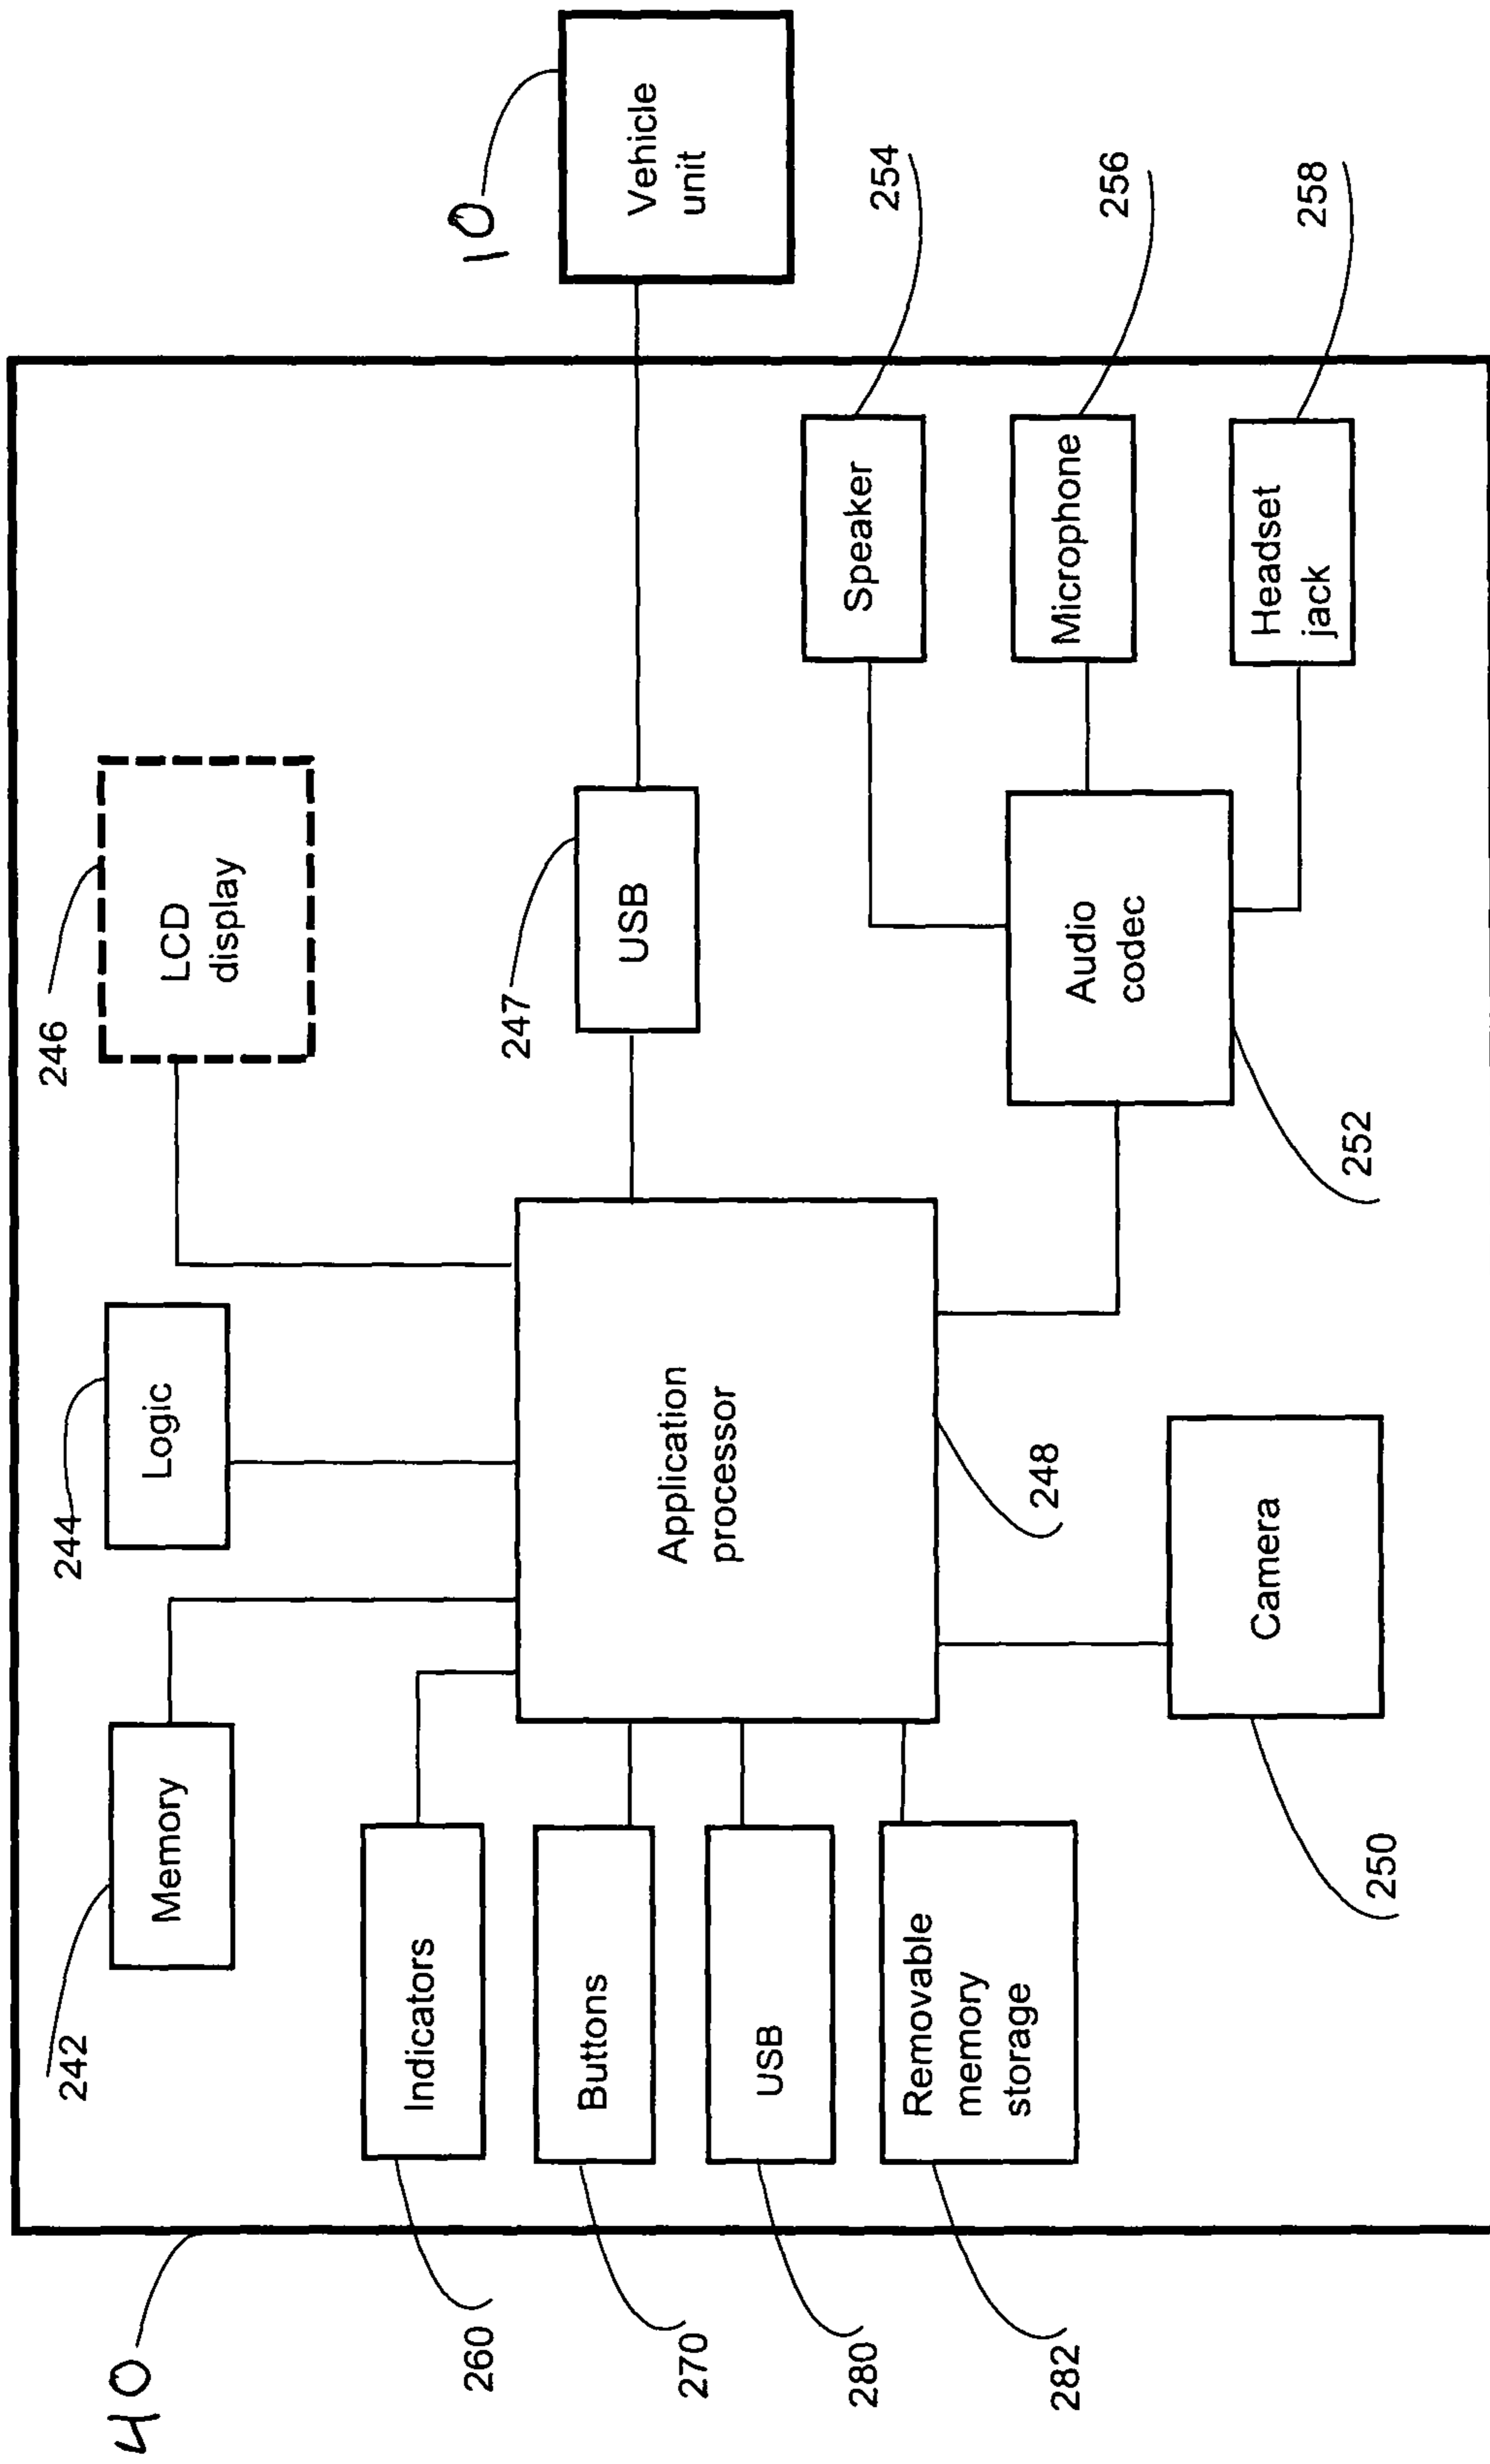 40
242
Memory
244
Logic
246
LCD
display
10
Vehicle
unit
260
Indicators
247
USB
270
Buttons
Application
processor
280
USB
248
254
Speaker
282
Removable
memory
storage
Audio
codec
256
Microphone
250
Camera
252
258
Headset
jack